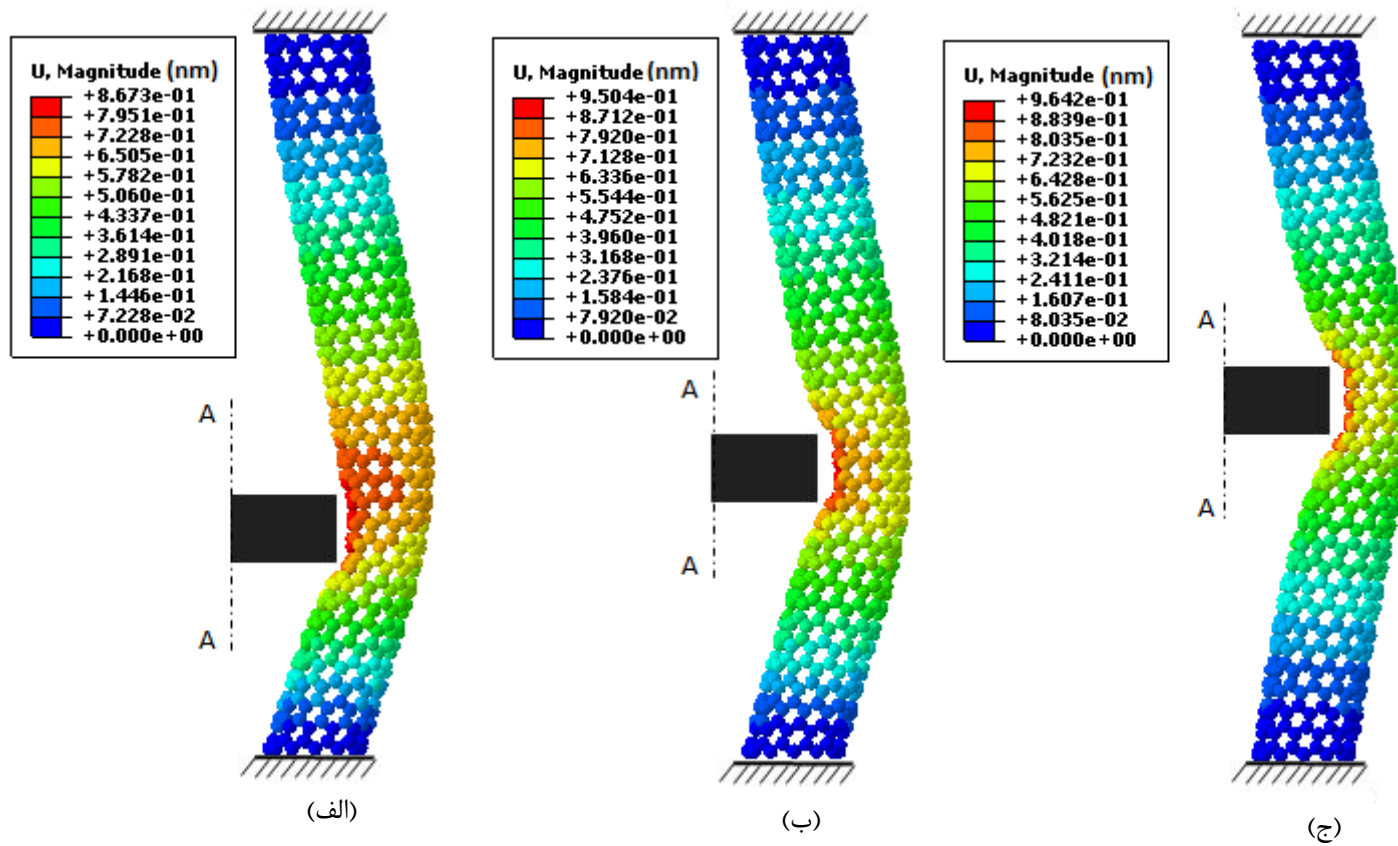 U, Magnitude (nm)
+8.673e-01
+7.951e-01
+7.228e-01
+6.505e-01
+5.782e-01
+5.060e-01
+4.337e-01
+3.614e-01
+2.891e-01
+2.168e-01
+1.446e-01
+7.228e-02
+0.000e+00
A
A
(الف)
U, Magnitude (nm)
+9.504e-01
+8.712e-01
+7.920e-01
+7.128e-01
+6.336e-01
+5.544e-01
+4.752e-01
+3.960e-01
+3.168e-01
+2.376e-01
+1.584e-01
+7.920e-02
+0.000e+00
A
A
(ب)
U, Magnitude (nm)
+9.642e-01
+8.839e-01
+8.035e-01
+7.232e-01
+6.428e-01
+5.625e-01
+4.821e-01
+4.018e-01
+3.214e-01
+2.411e-01
+1.607e-01
+8.035e-02
+0.000e+00
A
A
(ج)